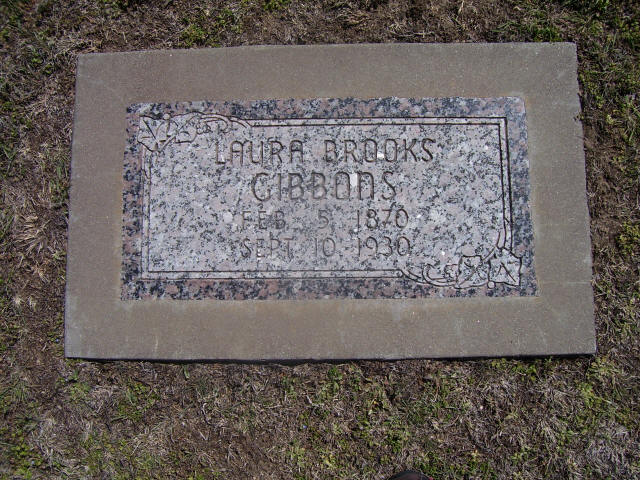 LAURA BROOKS
GIBBONS
FEB. 5, 1870
SEPT. 10, 1930